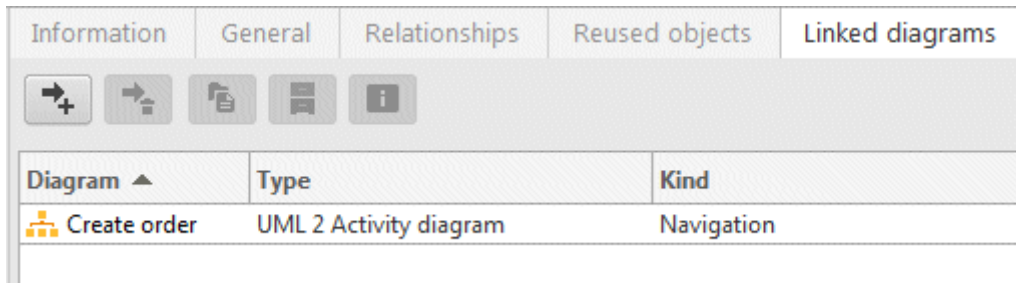 Information General Relationships Reused objects Linked diagrams
Diagram Type Kind
Create order UML 2 Activity diagram Navigation